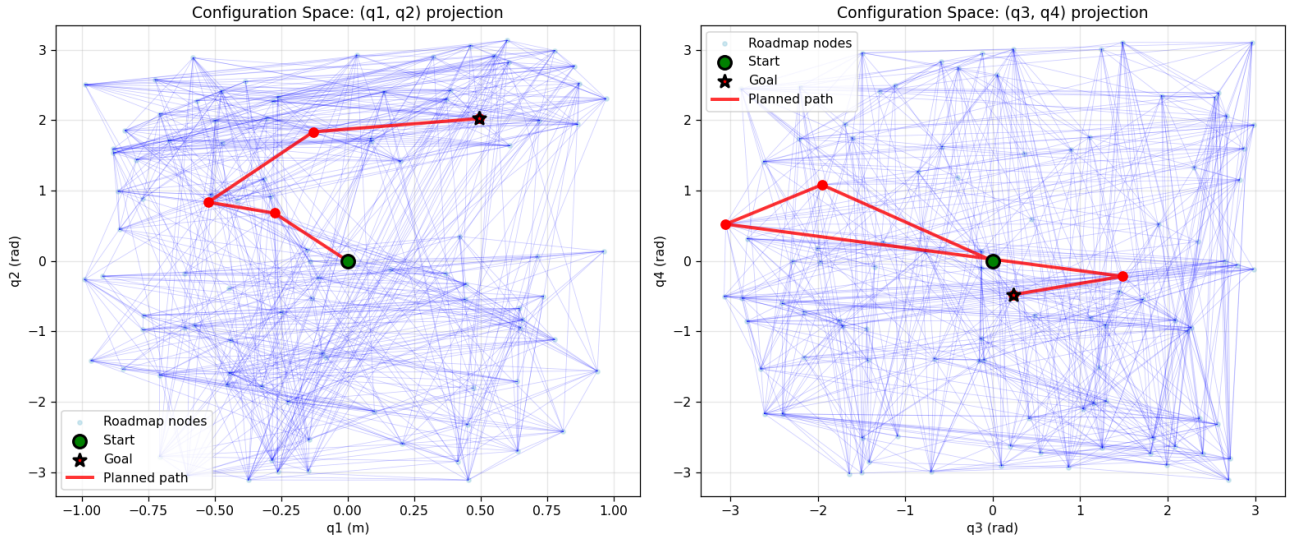 Configuration Space: (q1, q2) projection
3
2
1
0
−1
−2
−3
q2 (rad)
Roadmap nodes
Start
Goal
Planned path
−1.00
−0.75
−0.50
−0.25
0.00
0.25
0.50
0.75
1.00
q1 (m)
Configuration Space: (q3, q4) projection
Roadmap nodes
Start
Goal
Planned path
3
2
1
0
−1
−2
−3
q4 (rad)
−3
−2
−1
0
1
2
3
q3 (rad)